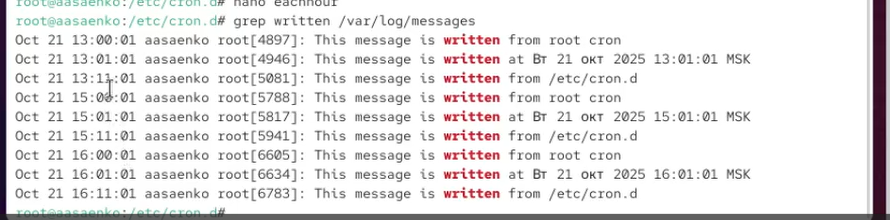 root@aasaenko:/etc/cron.d# nano eachhour
root@aasaenko:/etc/cron.d# grep written /var/log/messages
Oct 21 13:00:01 aasaenko root[4897]: This message is written from root cron
Oct 21 13:01:01 aasaenko root[4946]: This message is written at Вт 21 окт 2025 13:01:01 MSK
Oct 21 13:11:01 aasaenko root[5081]: This message is written from /etc/cron.d
Oct 21 15:00:01 aasaenko root[5788]: This message is written from root cron
Oct 21 15:01:01 aasaenko root[5817]: This message is written at Вт 21 окт 2025 15:01:01 MSK
Oct 21 15:11:01 aasaenko root[5941]: This message is written from /etc/cron.d
Oct 21 16:00:01 aasaenko root[6605]: This message is written from root cron
Oct 21 16:01:01 aasaenko root[6634]: This message is written at Вт 21 окт 2025 16:01:01 MSK
Oct 21 16:11:01 aasaenko root[6783]: This message is written from /etc/cron.d
root@aasaenko:/etc/cron.d#